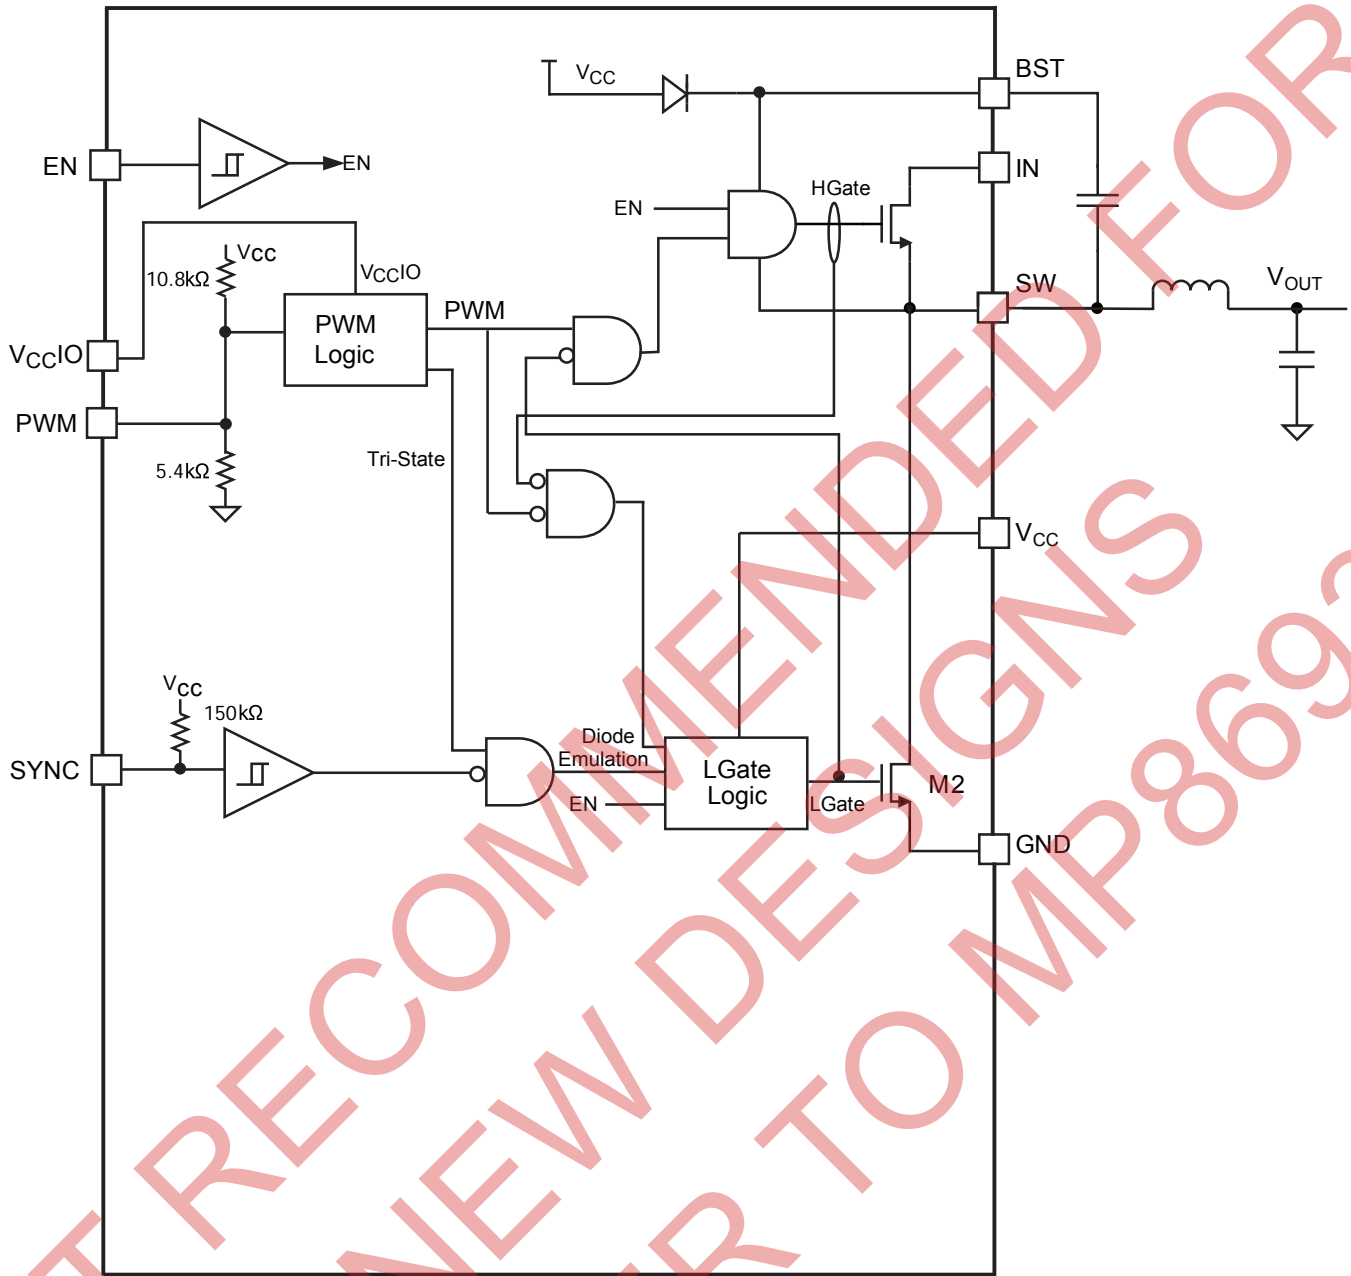 BST
VCC
IN
EN
EN
HGate
EN
VCC
10.8kΩ
VCCIO
SW
VOUT
PWM
PWM
Logic
VCCIO
PWM
Tri-State
5.4kΩ
VCC
VCC
150kΩ
SYNC
Diode
Emulation
LGate
Logic
EN
LGate
M2
GND
T RECOMMENDED FOR
NEW DESIGNS
ER TO MP869